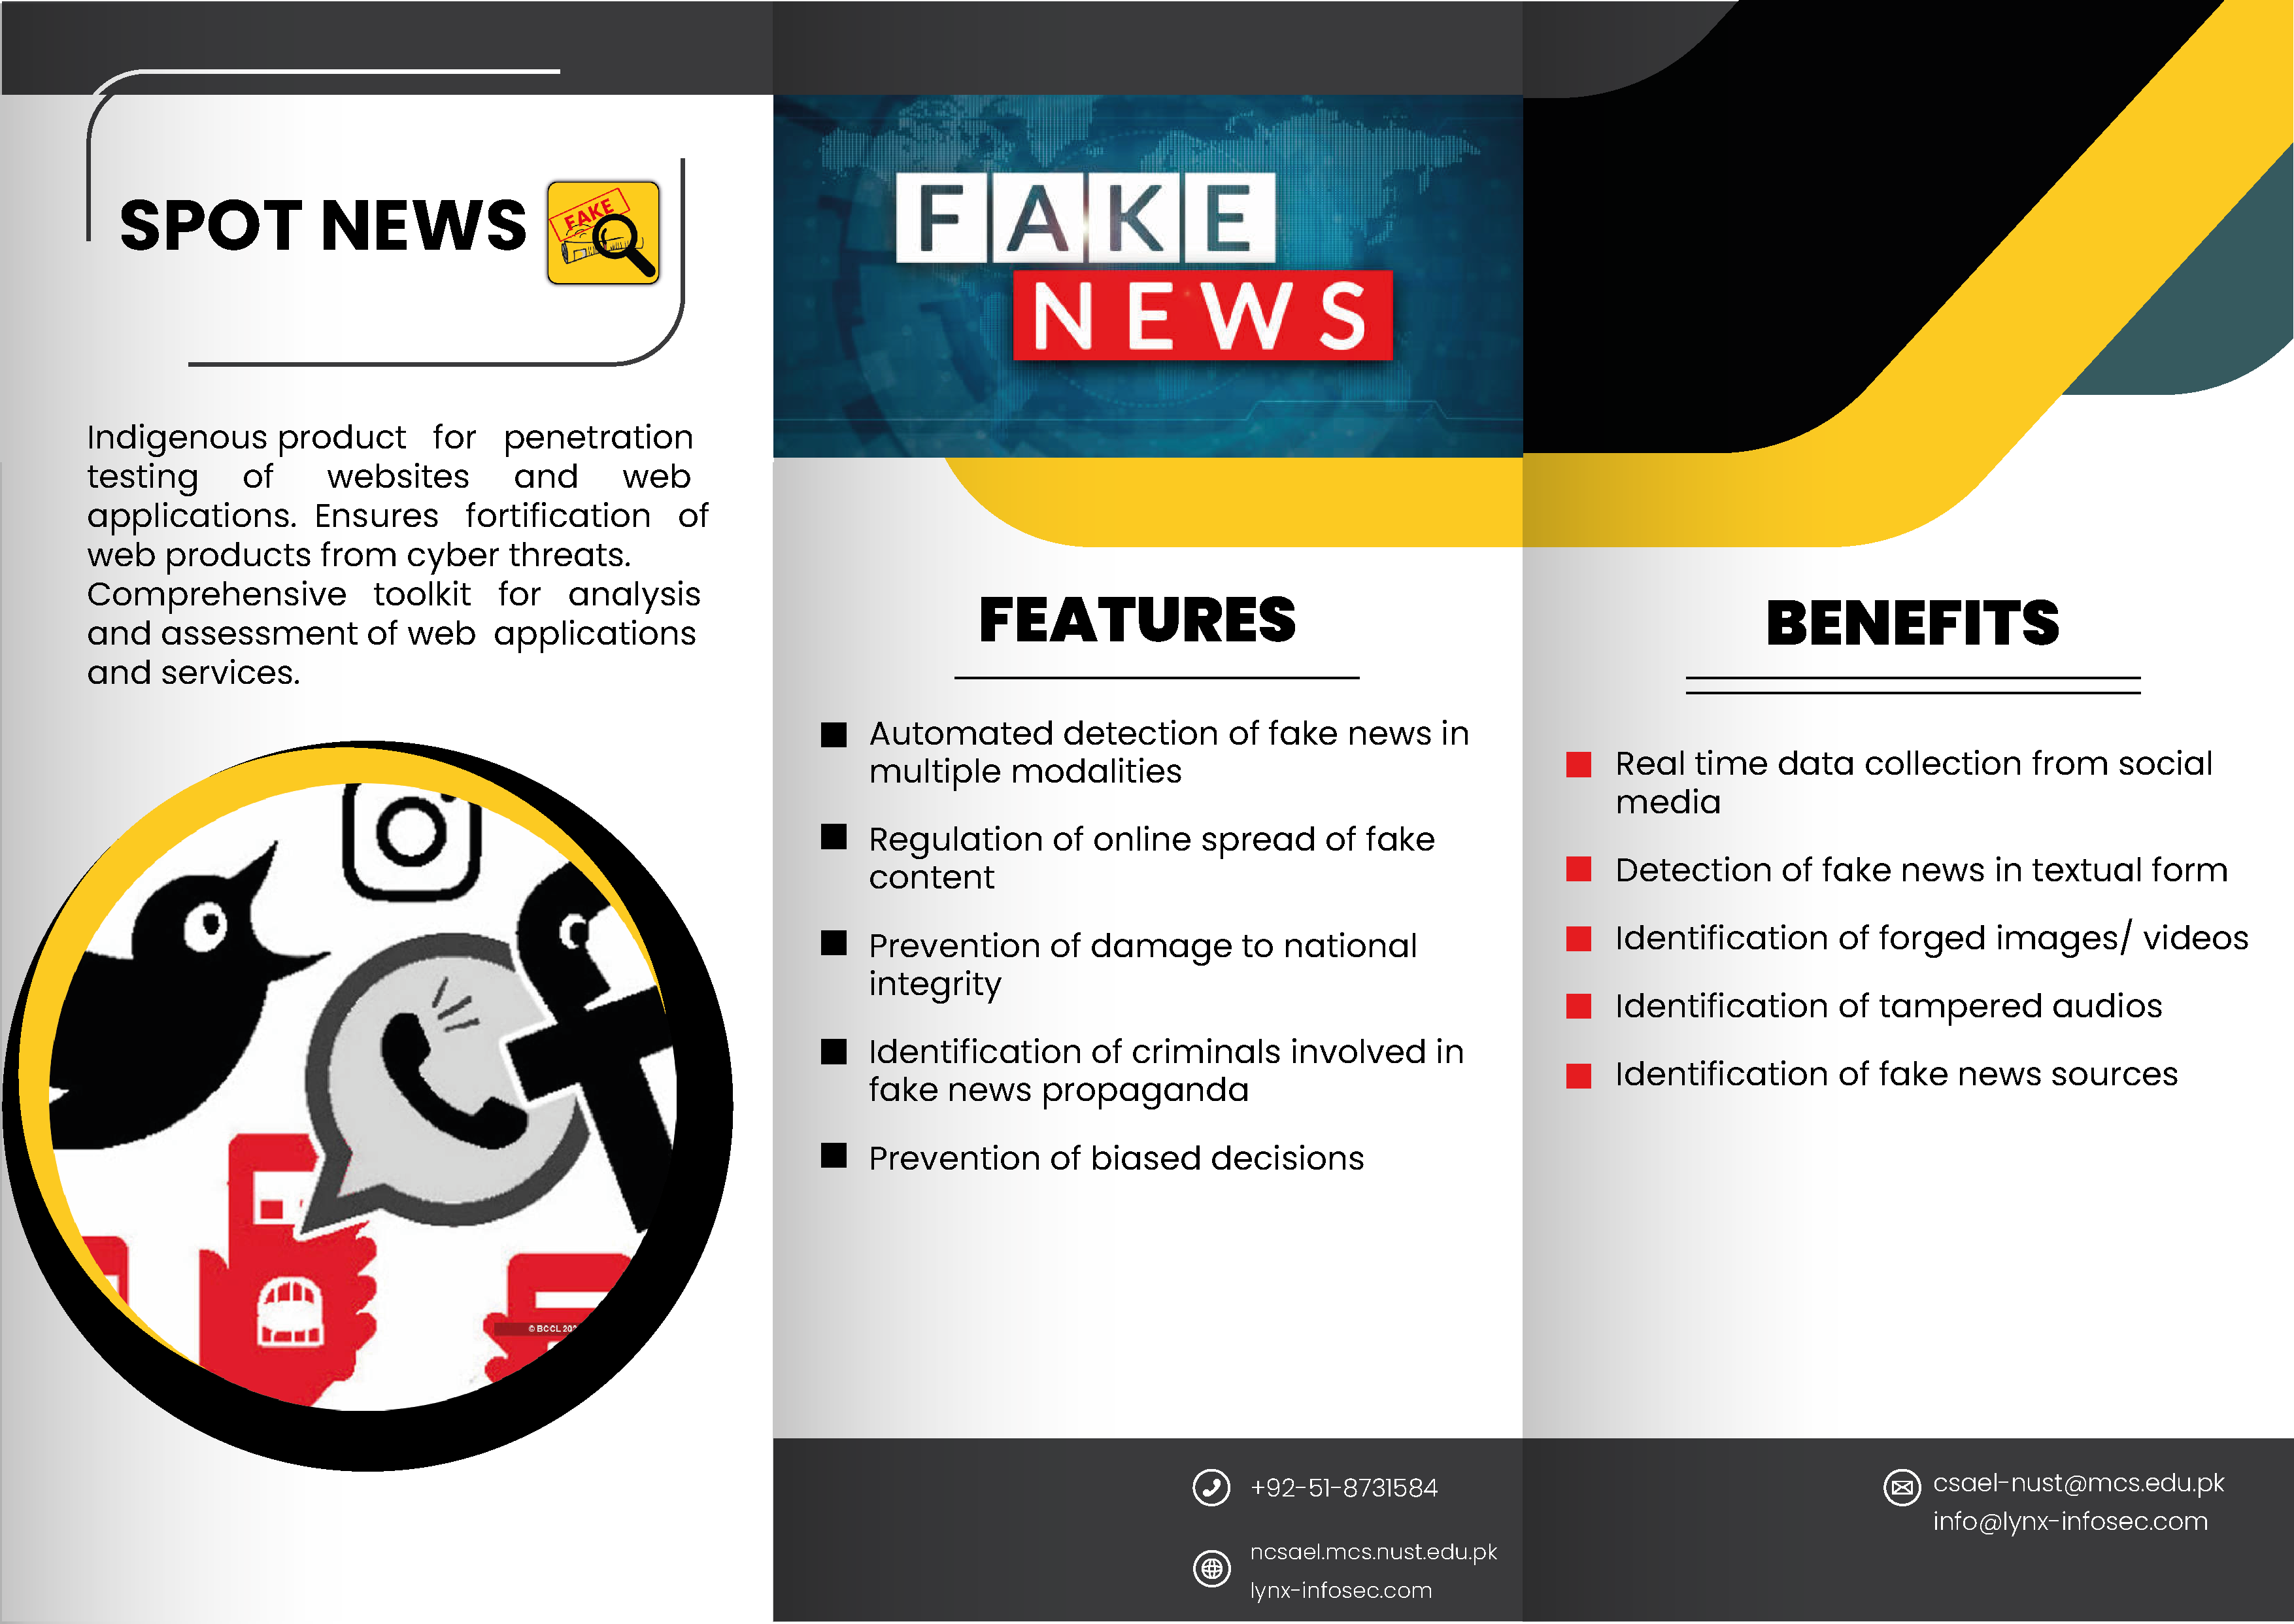 SPOT NEWS
FAKE
Indigenous product for penetration
testing of websites and web
applications. Ensures fortification of
web products from cyber threats.
Comprehensive toolkit for analysis
and assessment of web applications
and services.
© BCCL 20
FAKE
NEWS
FEATURES
Automated detection of fake news in
multiple modalities
Regulation of online spread of fake
content
Prevention of damage to national
integrity
Identification of criminals involved in
fake news propaganda
Prevention of biased decisions
+92-51-8731584
ncsael.mcs.nust.edu.pk
lynx-infosec.com
BENEFITS
Real time data collection from social
media
Detection of fake news in textual form
Identification of forged images/ videos
Identification of tampered audios
Identification of fake news sources
csael-nust@mcs.edu.pk
info@lynx-infosec.com